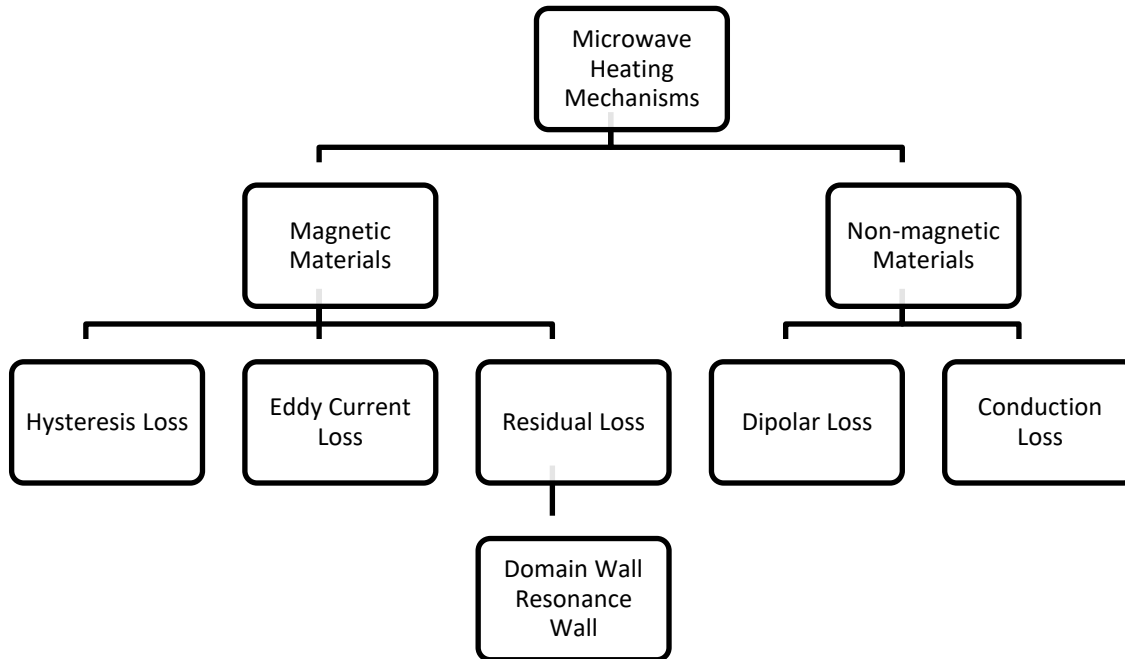 Microwave
Heating
Mechanisms
Magnetic
Materials
Non-magnetic
Materials
Hysteresis Loss
Eddy Current
Loss
Residual Loss
Dipolar Loss
Conduction
Loss
Domain Wall
Resonance
Wall